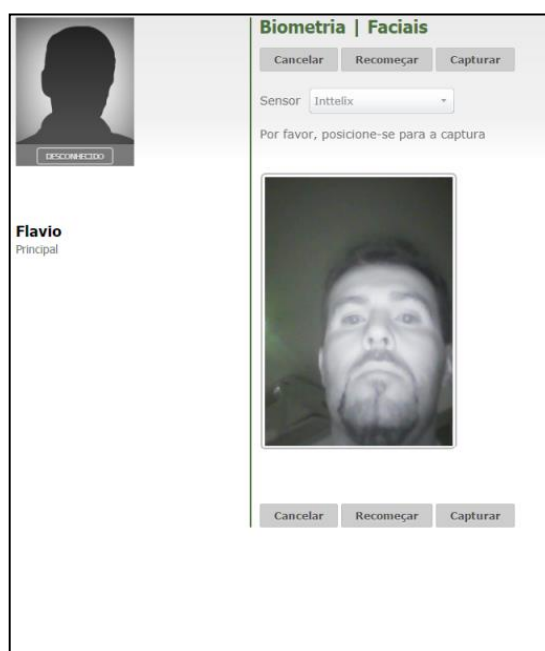 DESCONHECIDO
Flavio
Principal
Biometria | Faciais
Cancelar Recomeçar Capturar
Sensor Inttelix
Por favor, posicione-se para a captura
Cancelar Recomeçar Capturar